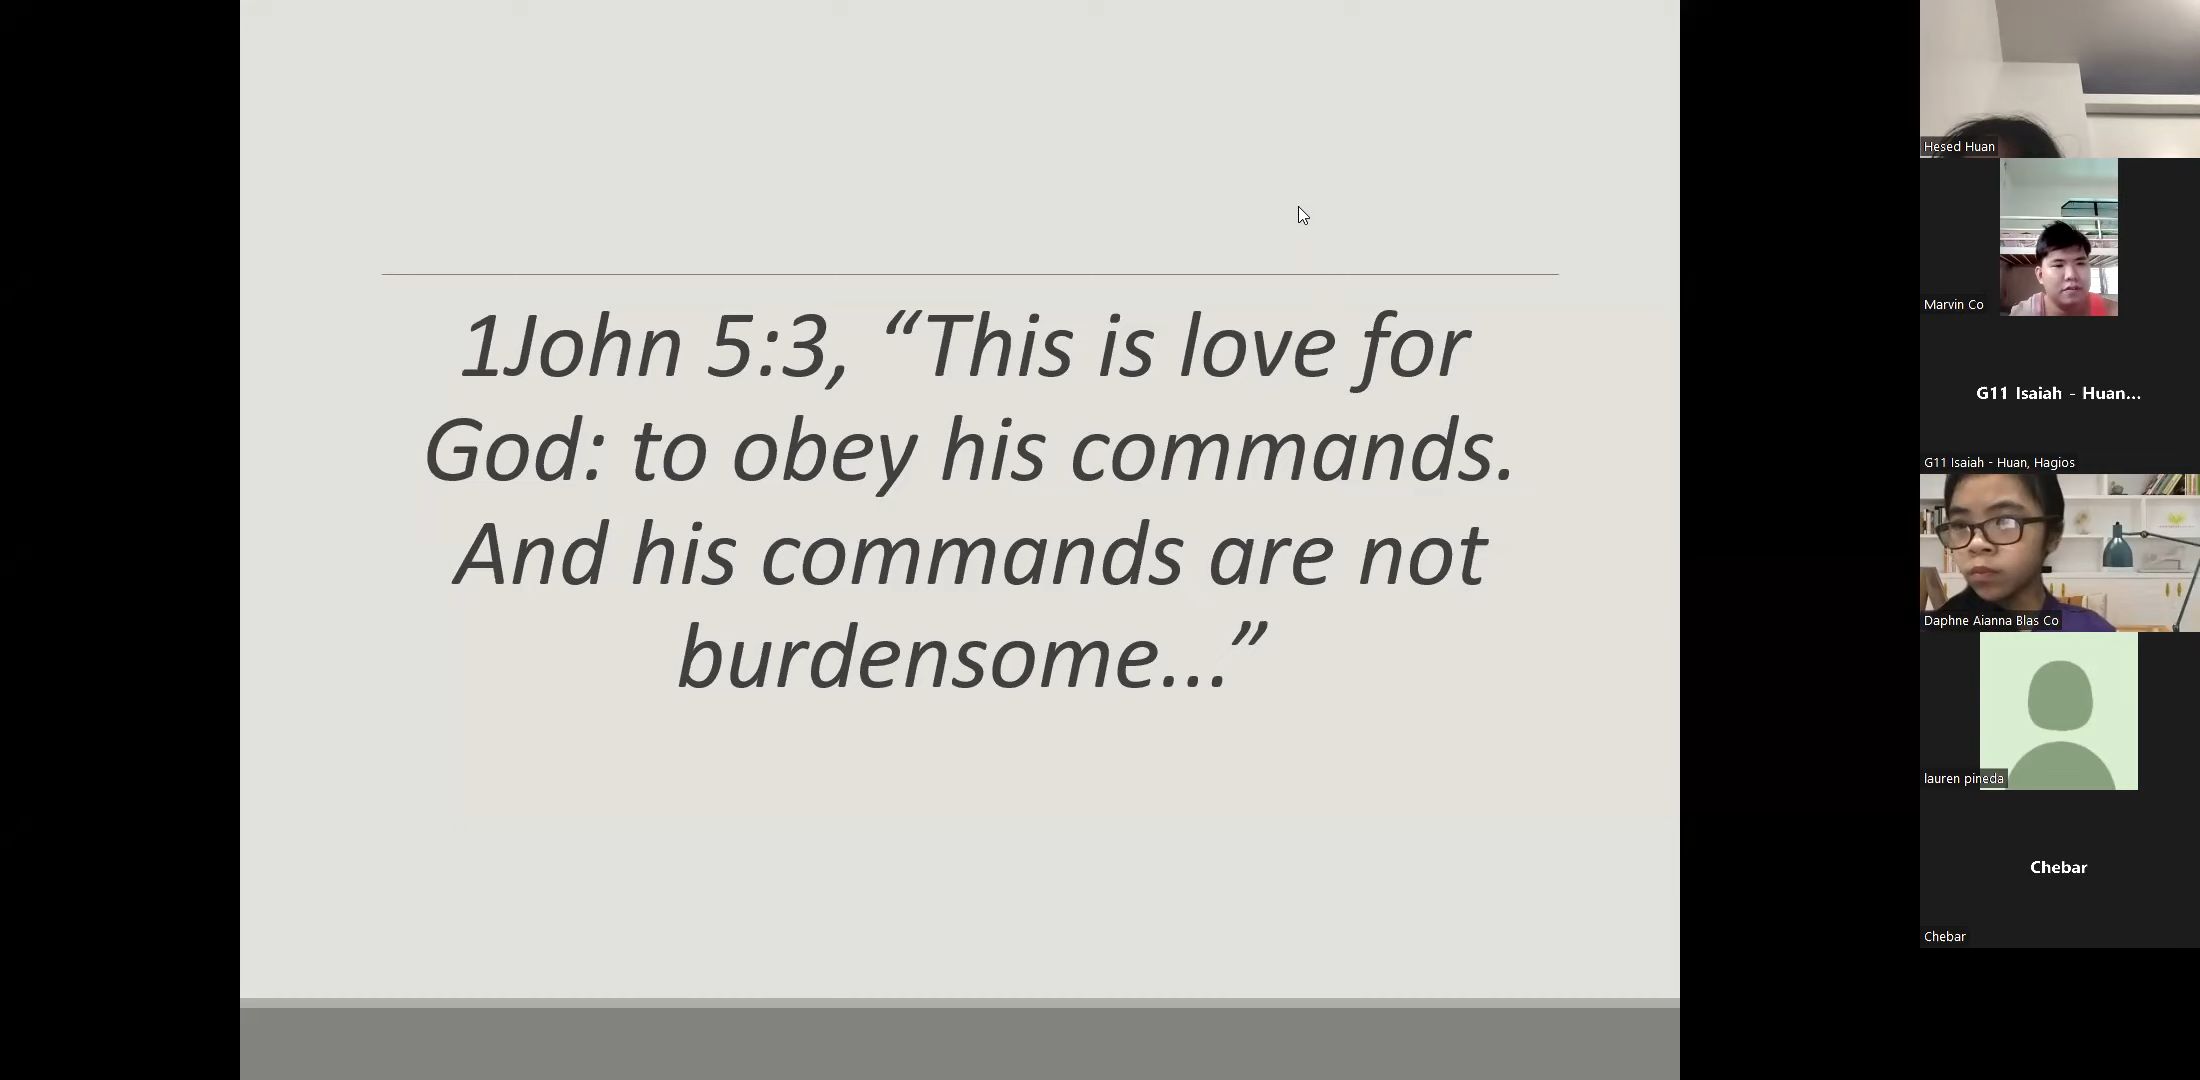 1John 5:3, “This is love for
God: to obey his commands.
And his commands are not
burdensome...”
Hesed Huan
Marvin Co
G11 Isaiah - Huan...
G11 Isaiah - Huan, Hagios
Daphne Aianna Blas Co
lauren pineda
Chebar
Chebar